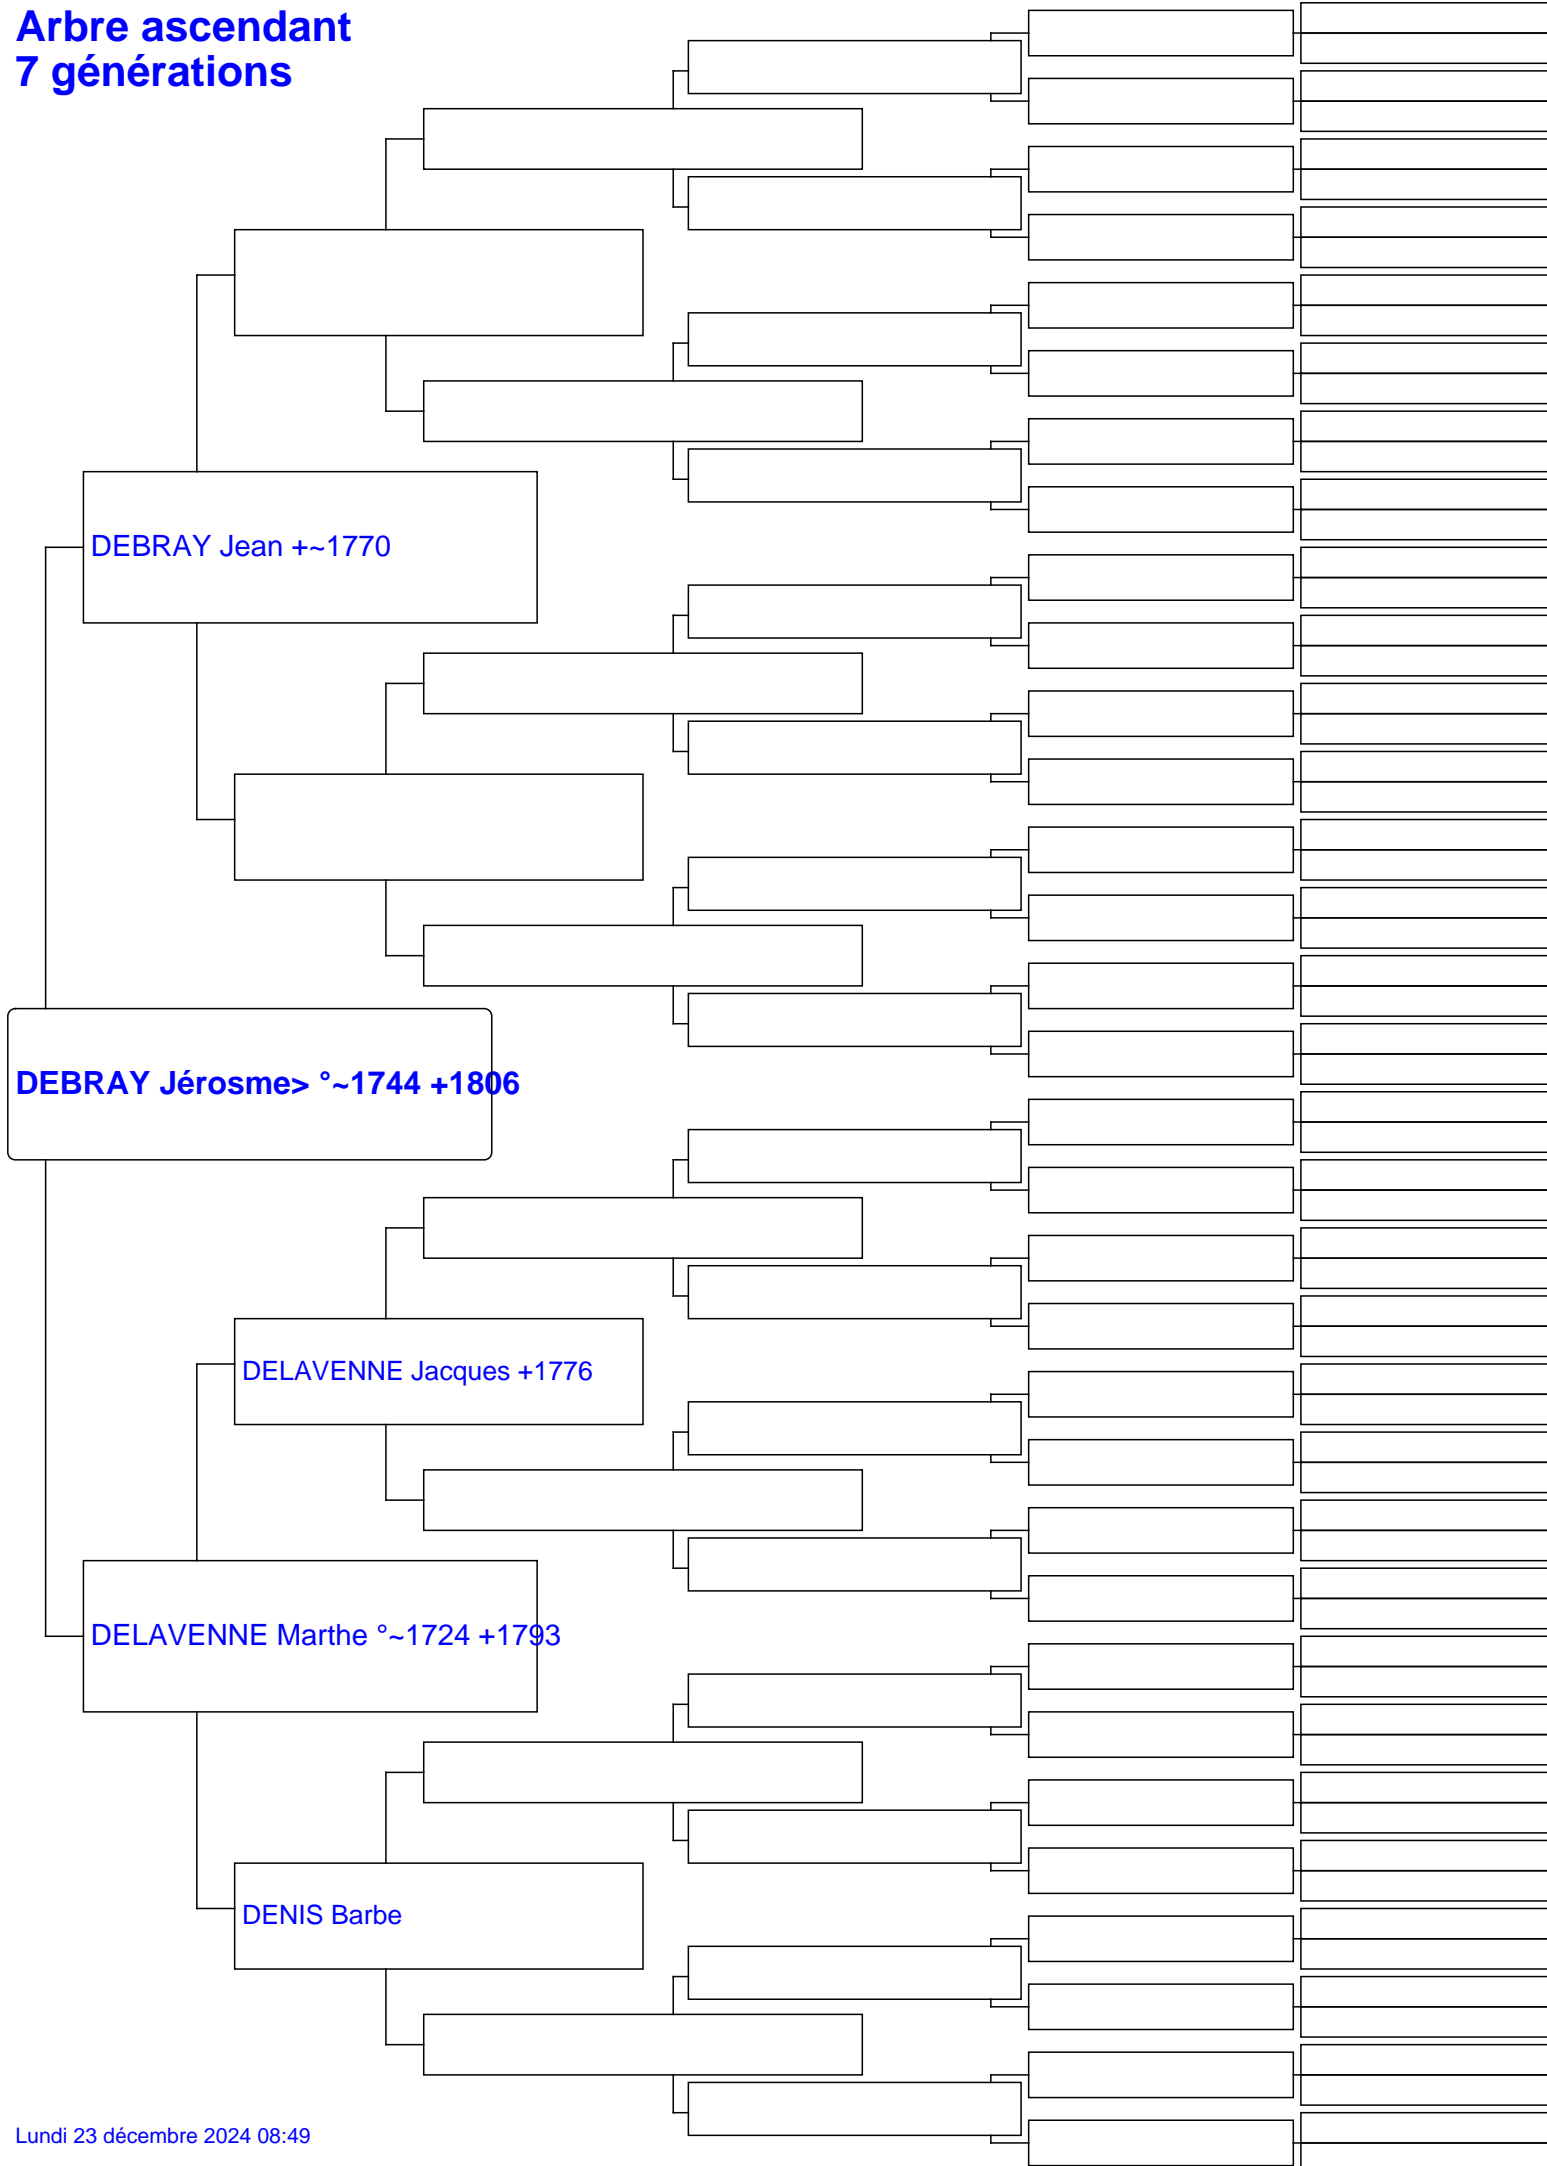 Arbre ascendant
7 générations
DEBRAY Jean +~1770
DEBRAY Jérosme> °~1744 +1806
DELAVENNE Jacques +1776
DELAVENNE Marthe °~1724 +1793
DENIS Barbe
Lundi 23 décembre 2024 08:49